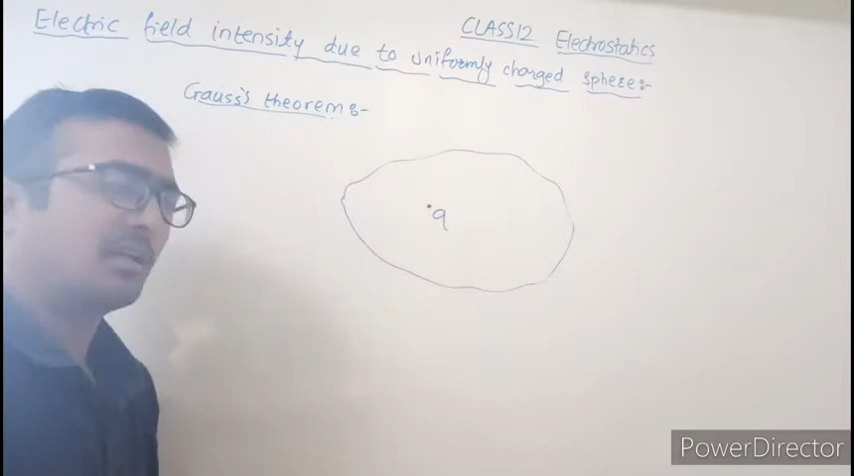 CLASS12 Electrostatics
Electric field intensity due to uniformly charged sphere:-
Gauss's theorem:-
q
PowerDirector